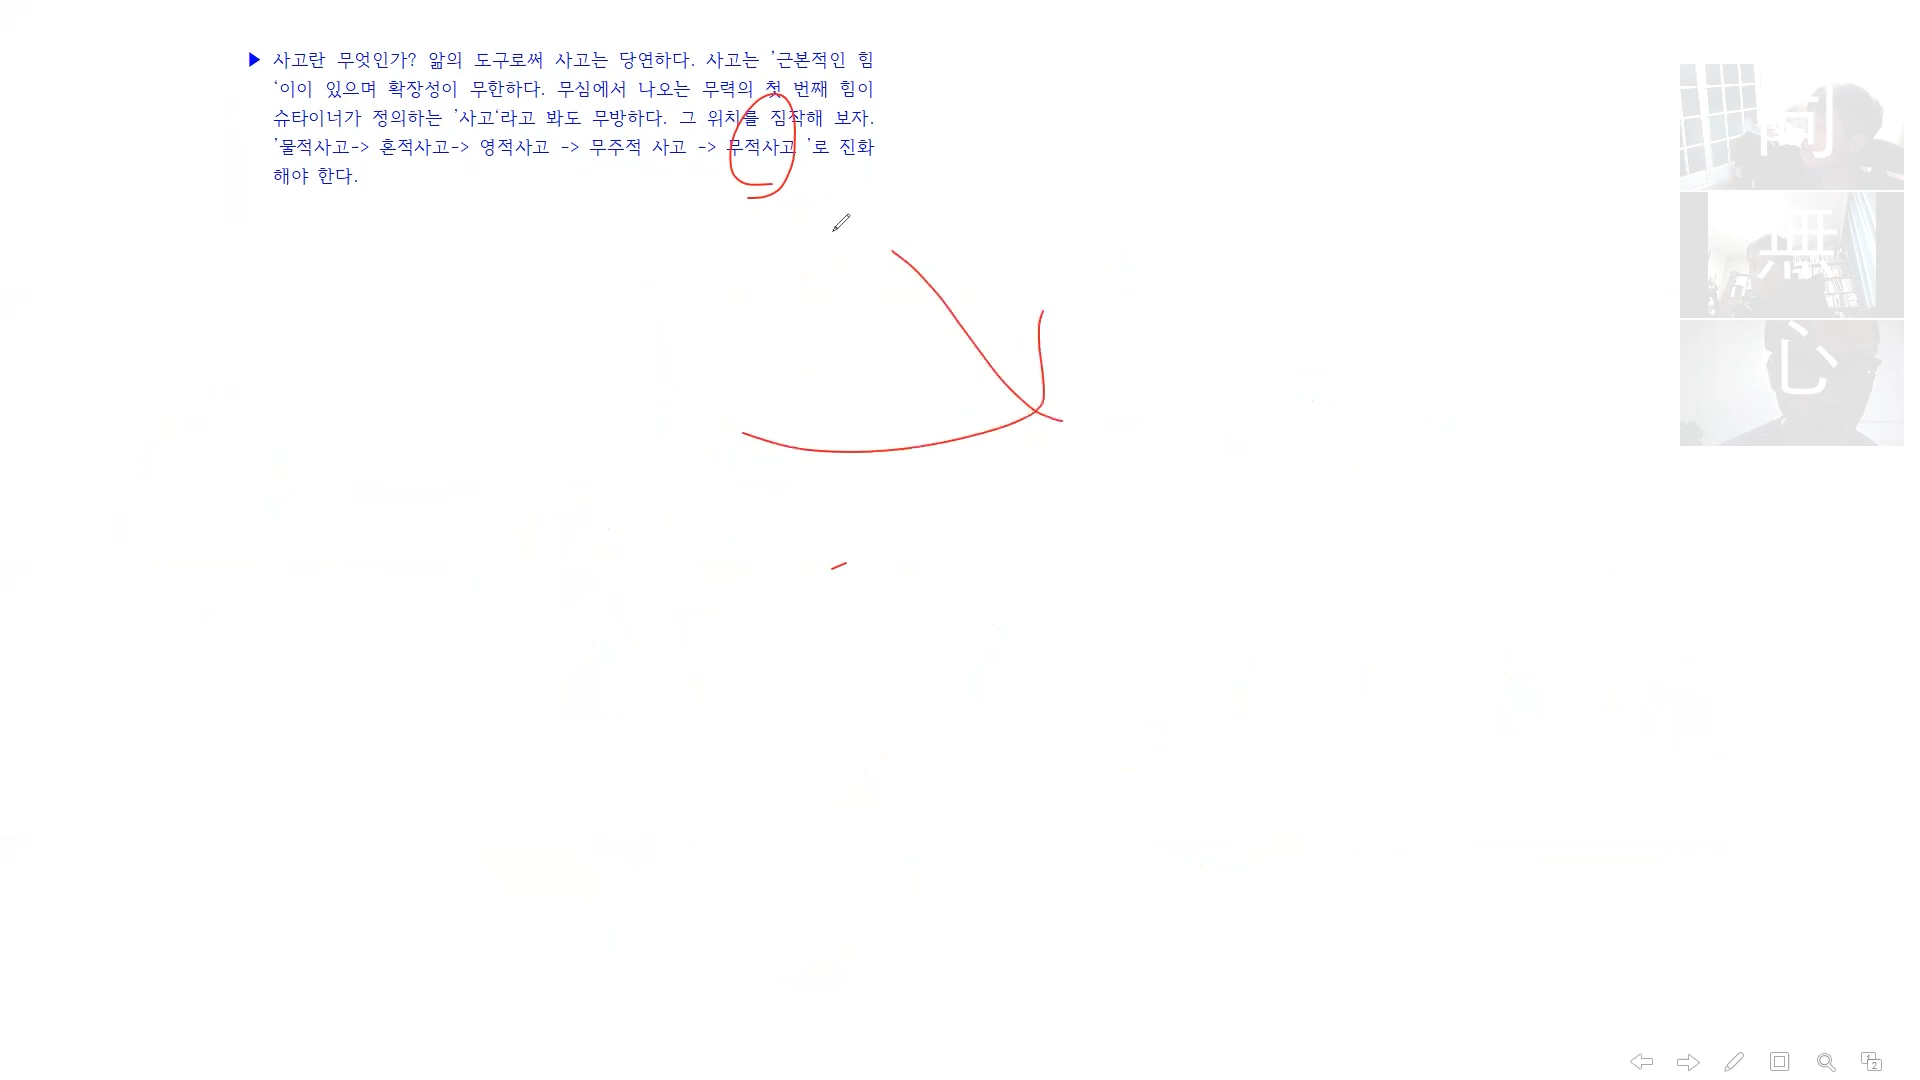 ▶ 사고란 무엇인가? 앎의 도구로써 사고는 당연하다. 사고는 '근본적인 힘
'이이 있으며 확장성이 무한하다. 무심에서 나오는 무력의 첫 번째 힘이
슈타이너가 정의하는 '사고'라고 봐도 무방하다. 그 위치를 짐작해 보자.
'물적사고-> 혼적사고-> 영적사고 -> 무주적 사고 -> 무적사고 '로 진화
해야 한다.
無
心